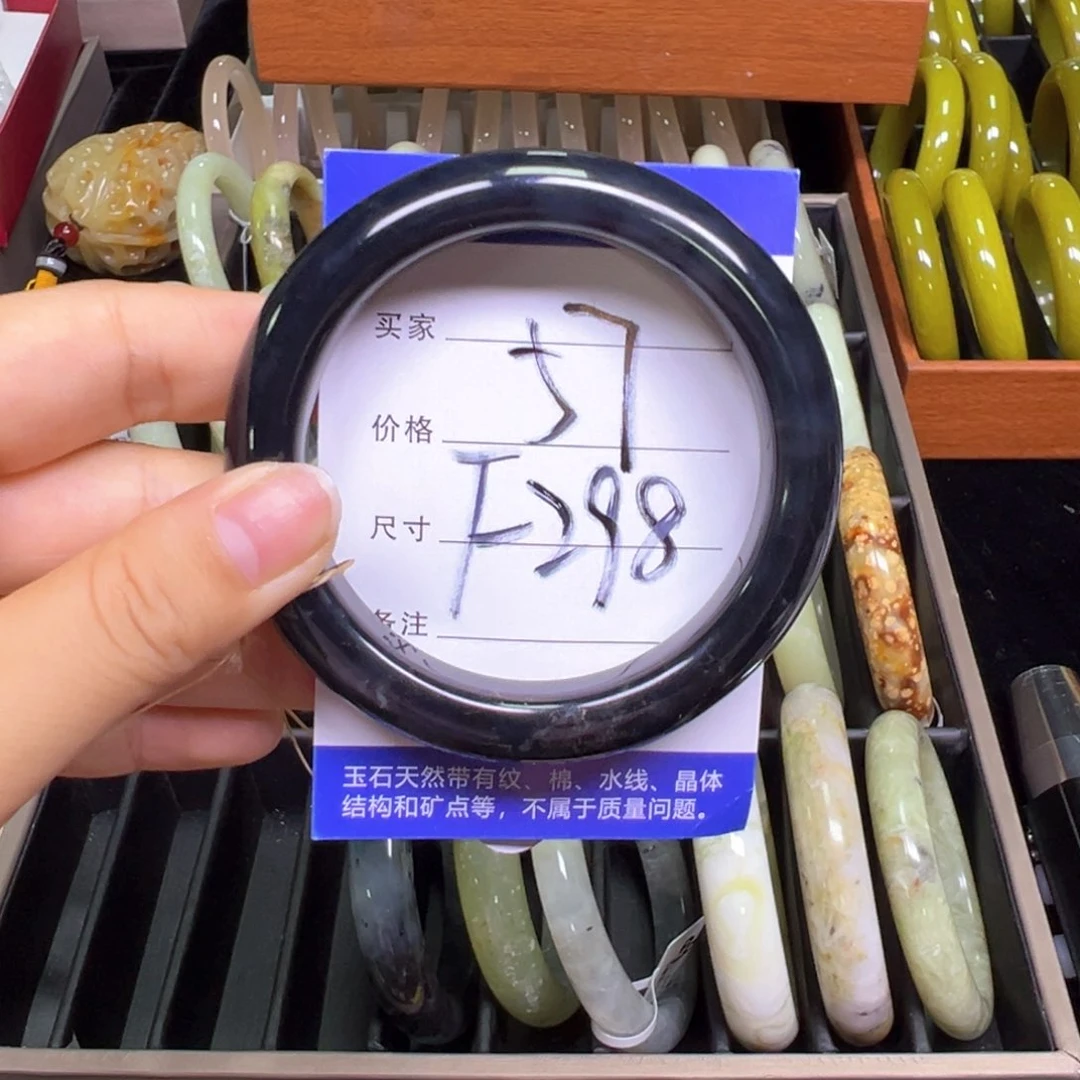 买家
57
价格
F298
尺寸
备注
玉石天然带有纹、棉、水线、晶体
结构和矿点等，不属于质量问题。